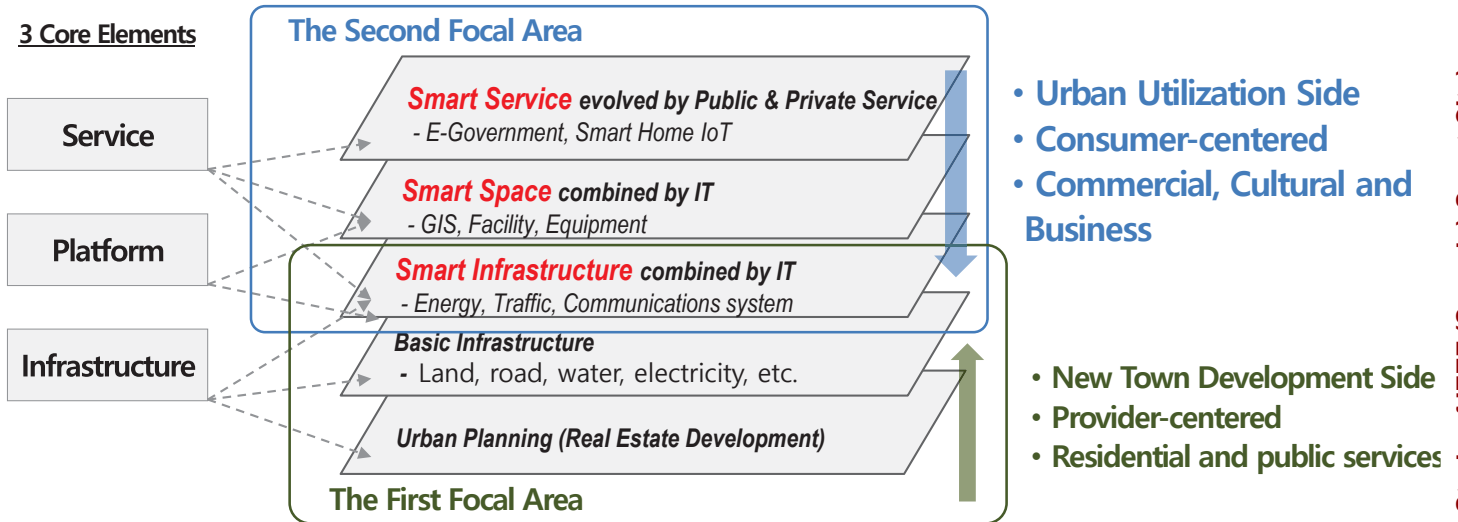 3 Core Elements
Service
Platform
Infrastructure
The Second Focal Area
Smart Service evolved by Public & Private Service
- E-Government, Smart Home IoT
Smart Space combined by IT
- GIS, Facility, Equipment
Smart Infrastructure combined by IT
- Energy, Traffic, Communications system
Basic Infrastructure
- Land, road, water, electricity, etc.
Urban Planning (Real Estate Development)
The First Focal Area
• Urban Utilization Side
• Consumer-centered
• Commercial, Cultural and
Business
• New Town Development Side
• Provider-centered
• Residential and public services